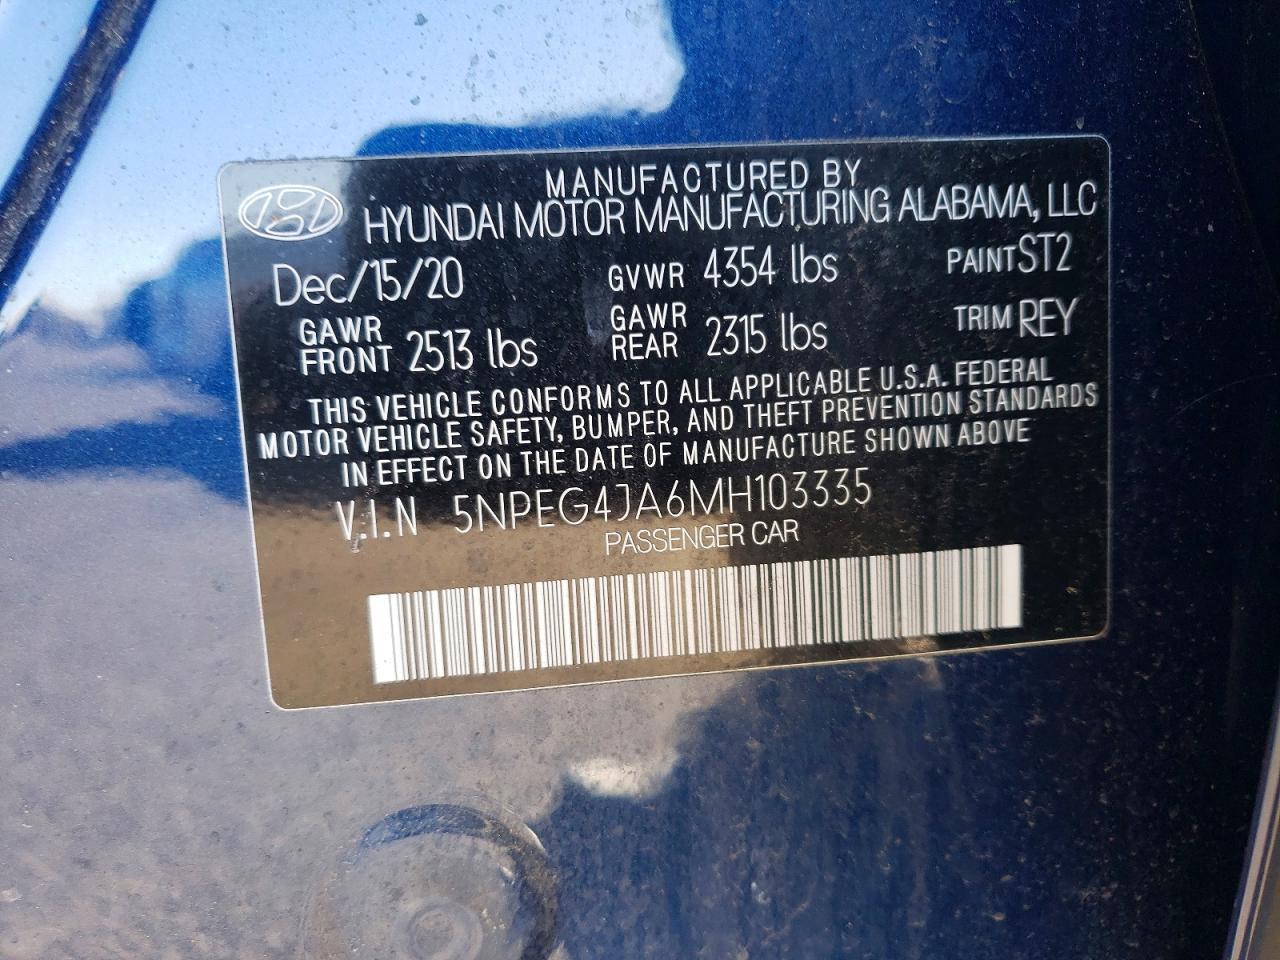 MANUFACTURED BY
HYUNDAI MOTOR MANUFACTURING ALABAMA, LLC
Dec/15/20 GVWR 4354 lbs PAINT ST2
GAWR FRONT 2513 lbs GAWR REAR 2315 lbs TRIM REY
THIS VEHICLE CONFORMS TO ALL APPLICABLE U.S.A. FEDERAL
MOTOR VEHICLE SAFETY, BUMPER, AND THEFT PREVENTION STANDARDS
IN EFFECT ON THE DATE OF MANUFACTURE SHOWN ABOVE
V.I.N 5NPEG4JA6MH103335
PASSENGER CAR